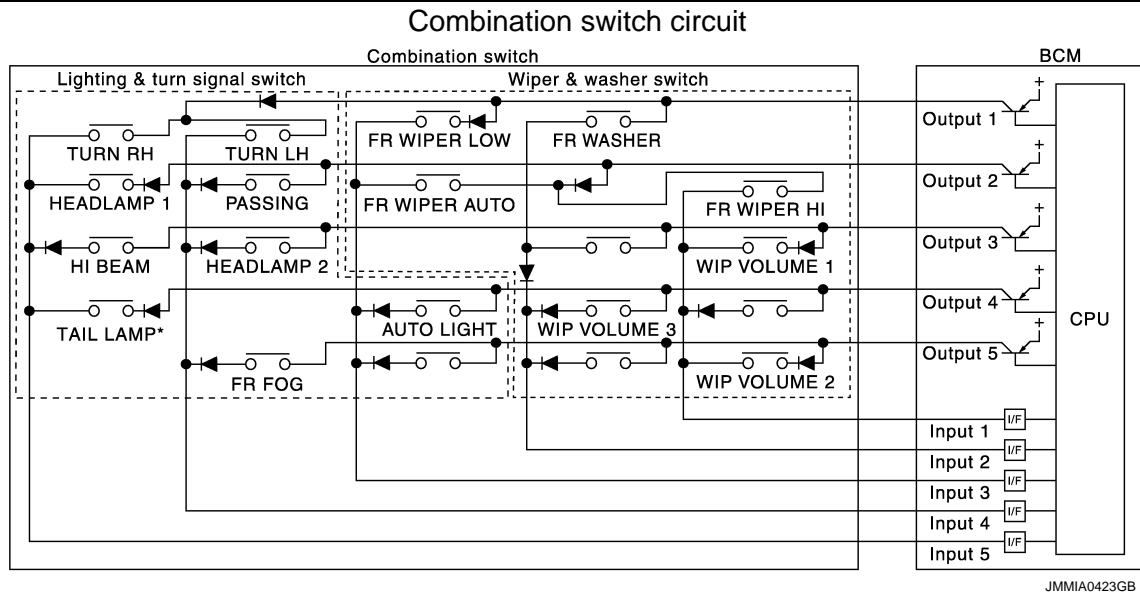 Combination switch circuit
Combination switch
BCM
Lighting & turn signal switch
Wiper & washer switch
+
Output 1
TURN RH
TURN LH
FR WIPER LOW
FR WASHER
+
Output 2
HEADLAMP 1
PASSING
FR WIPER AUTO
FR WIPER HI
+
Output 3
HI BEAM
HEADLAMP 2
WIP VOLUME 1
+
Output 4
TAIL LAMP*
AUTO LIGHT
WIP VOLUME 3
CPU
+
Output 5
FR FOG
WIP VOLUME 2
I/F
Input 1
I/F
Input 2
I/F
Input 3
I/F
Input 4
I/F
Input 5
JMMIA0423GB